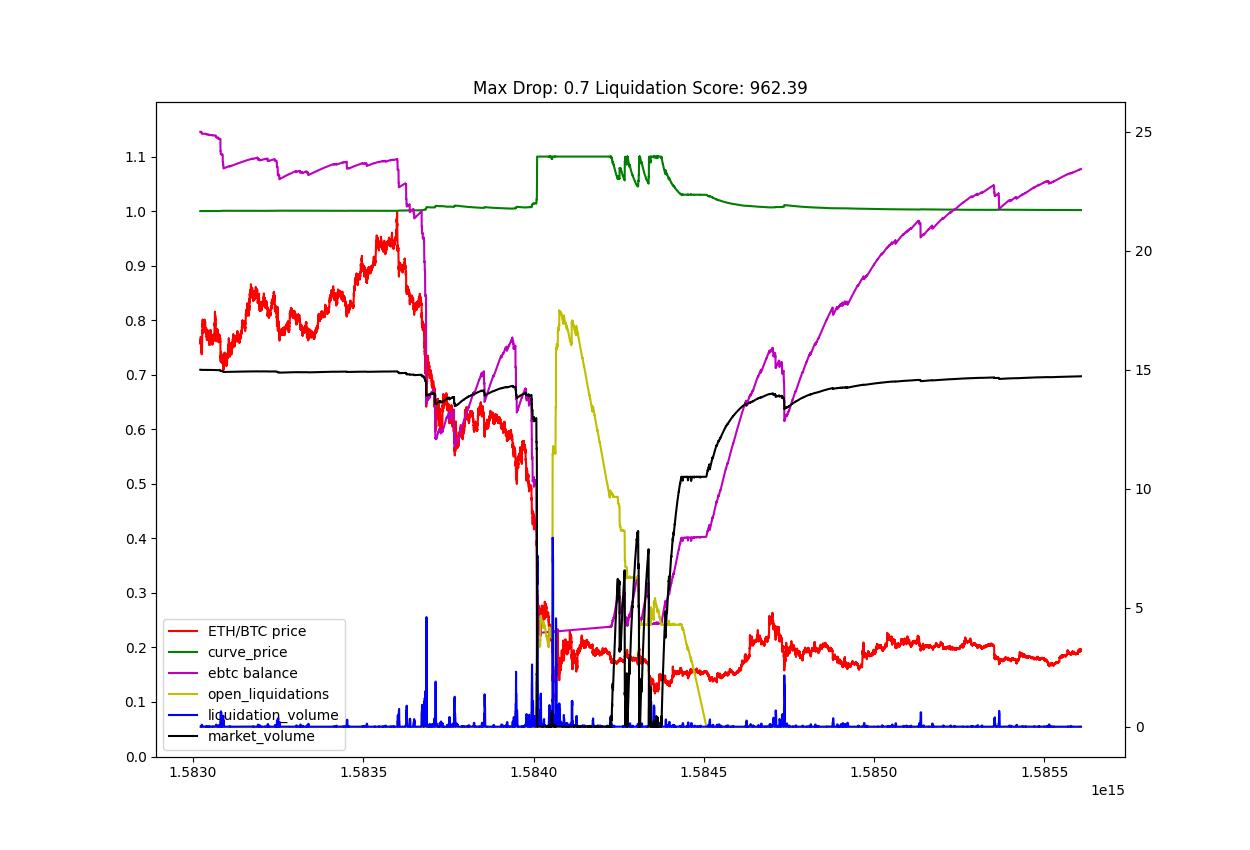 Max Drop: 0.7 Liquidation Score: 962.39
1.1
1.0
0.9
0.8
0.7
0.6
0.5
0.4
0.3
0.2
0.1
0.0
25
20
15
10
5
0
ETH/BTC price
curve_price
ebtc balance
open_liquidations
liquidation_volume
market_volume
1.5830 1.5835 1.5840 1.5845 1.5850 1.5855
1e15